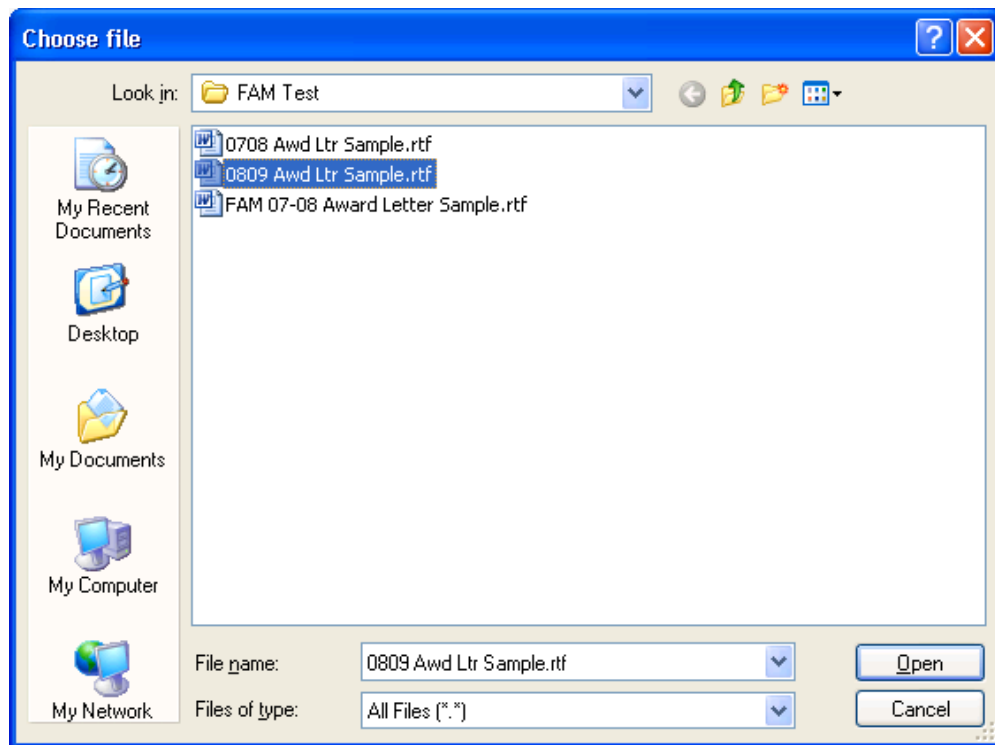 Choose file
Look in: FAM Test
0708 Awd Ltr Sample.rtf
0809 Awd Ltr Sample.rtf
FAM 07-08 Award Letter Sample.rtf
My Recent
Documents
Desktop
My Documents
My Computer
My Network
File name: 0809 Awd Ltr Sample.rtf Open
Files of type: All Files (*.*) Cancel